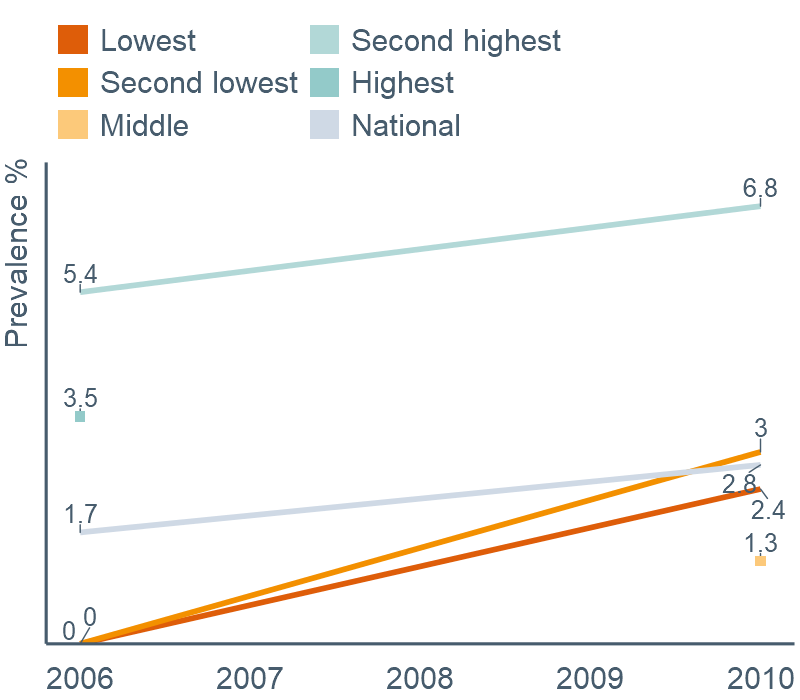 Lowest
Second highest
Second lowest
Highest
Middle
National
Prevalence %
6.8
5.4
3.5
3
2.8
1.7
2.4
1.3
0
0
2006 2007 2008 2009 2010